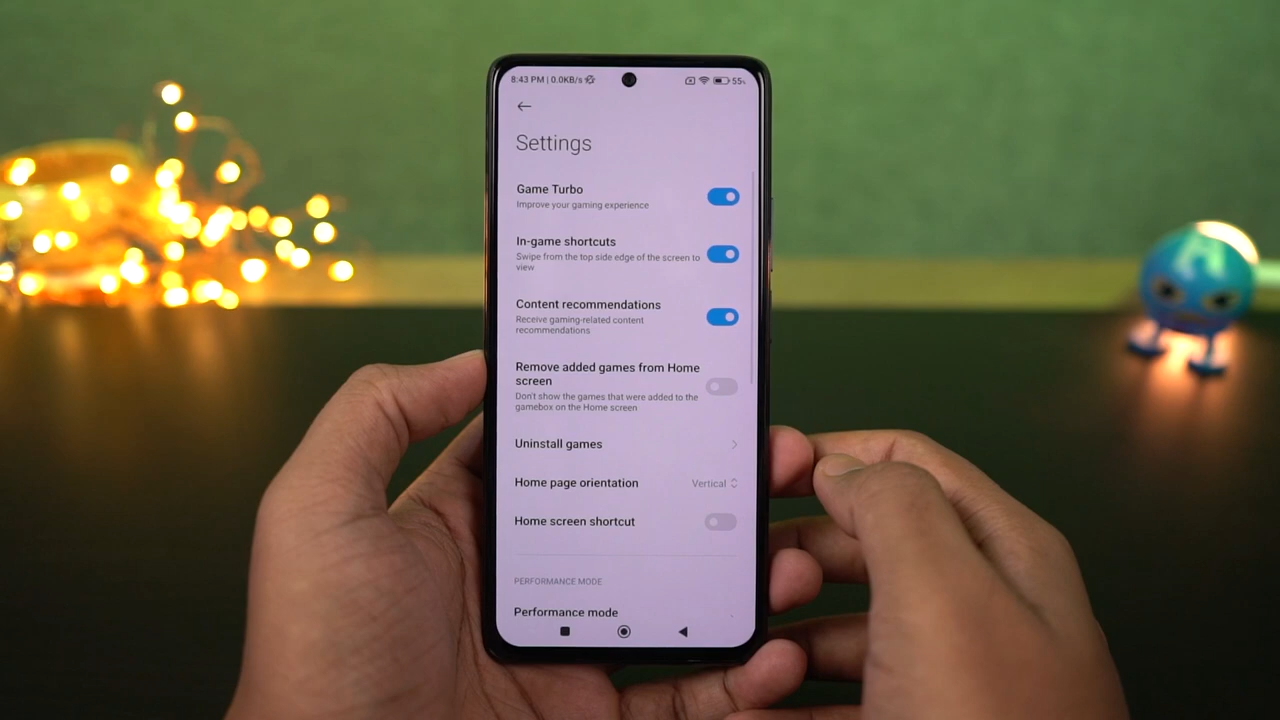 8:43 PM | 0.0KB/s
55%
Settings
Game Turbo
Improve your gaming experience
In-game shortcuts
Swipe from the top side edge of the screen to
view
Content recommendations
Receive gaming-related content
recommendations
Remove added games from Home
screen
Don't show the games that were added to the
gamebox on the Home screen
Uninstall games
Home page orientation
Vertical
Home screen shortcut
PERFORMANCE MODE
Performance mode